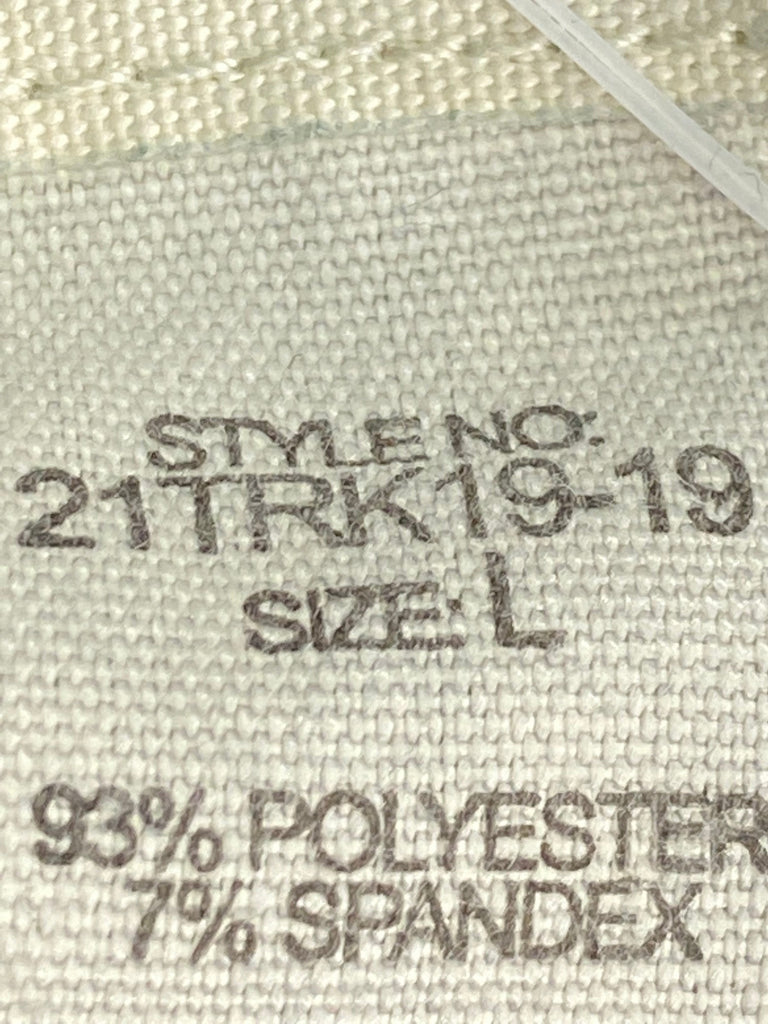 STYLE NO:
21TRK19-19
SIZE: L
93% POLYESTER
7% SPANDEX